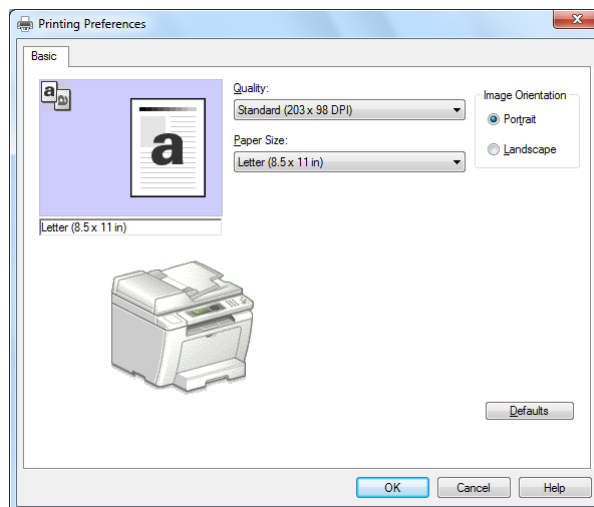 Printing Preferences
Basic
Quality:
Standard (203 x 98 DPI)
Paper Size:
Letter (8.5 x 11 in)
Image Orientation
Portrait
Landscape
a
a
Letter (8.5 x 11 in)
Defaults
OK
Cancel
Help